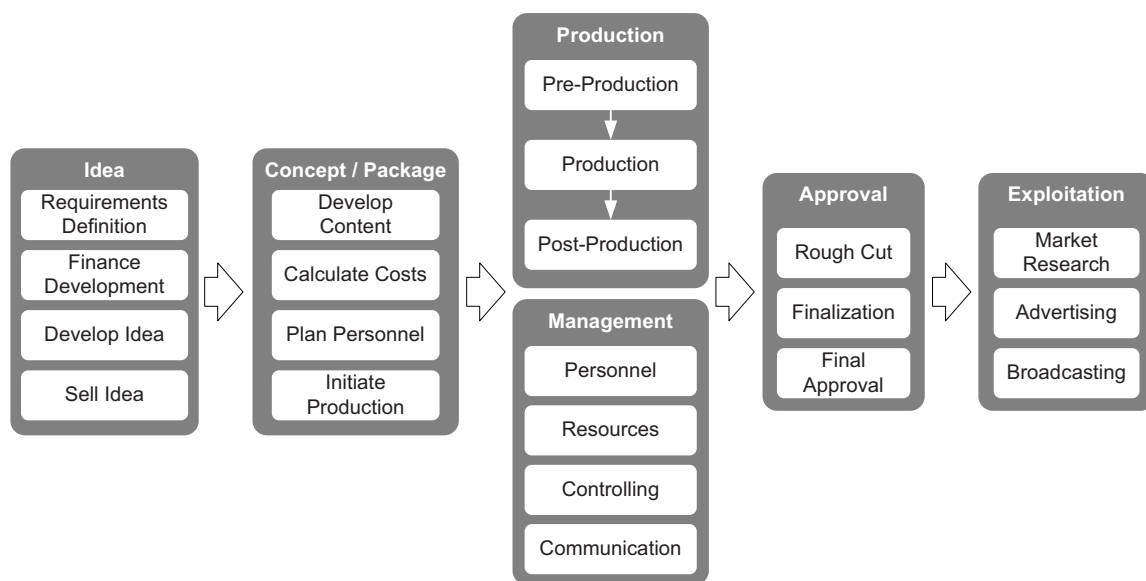 Idea
Requirements
Definition
Finance
Development
Develop Idea
Sell Idea
Concept / Package
Develop
Content
Calculate Costs
Plan Personnel
Initiate
Production
Production
Pre-Production
Production
Post-Production
Management
Personnel
Resources
Controlling
Communication
Approval
Rough Cut
Finalization
Final
Approval
Exploitation
Market
Research
Advertising
Broadcasting